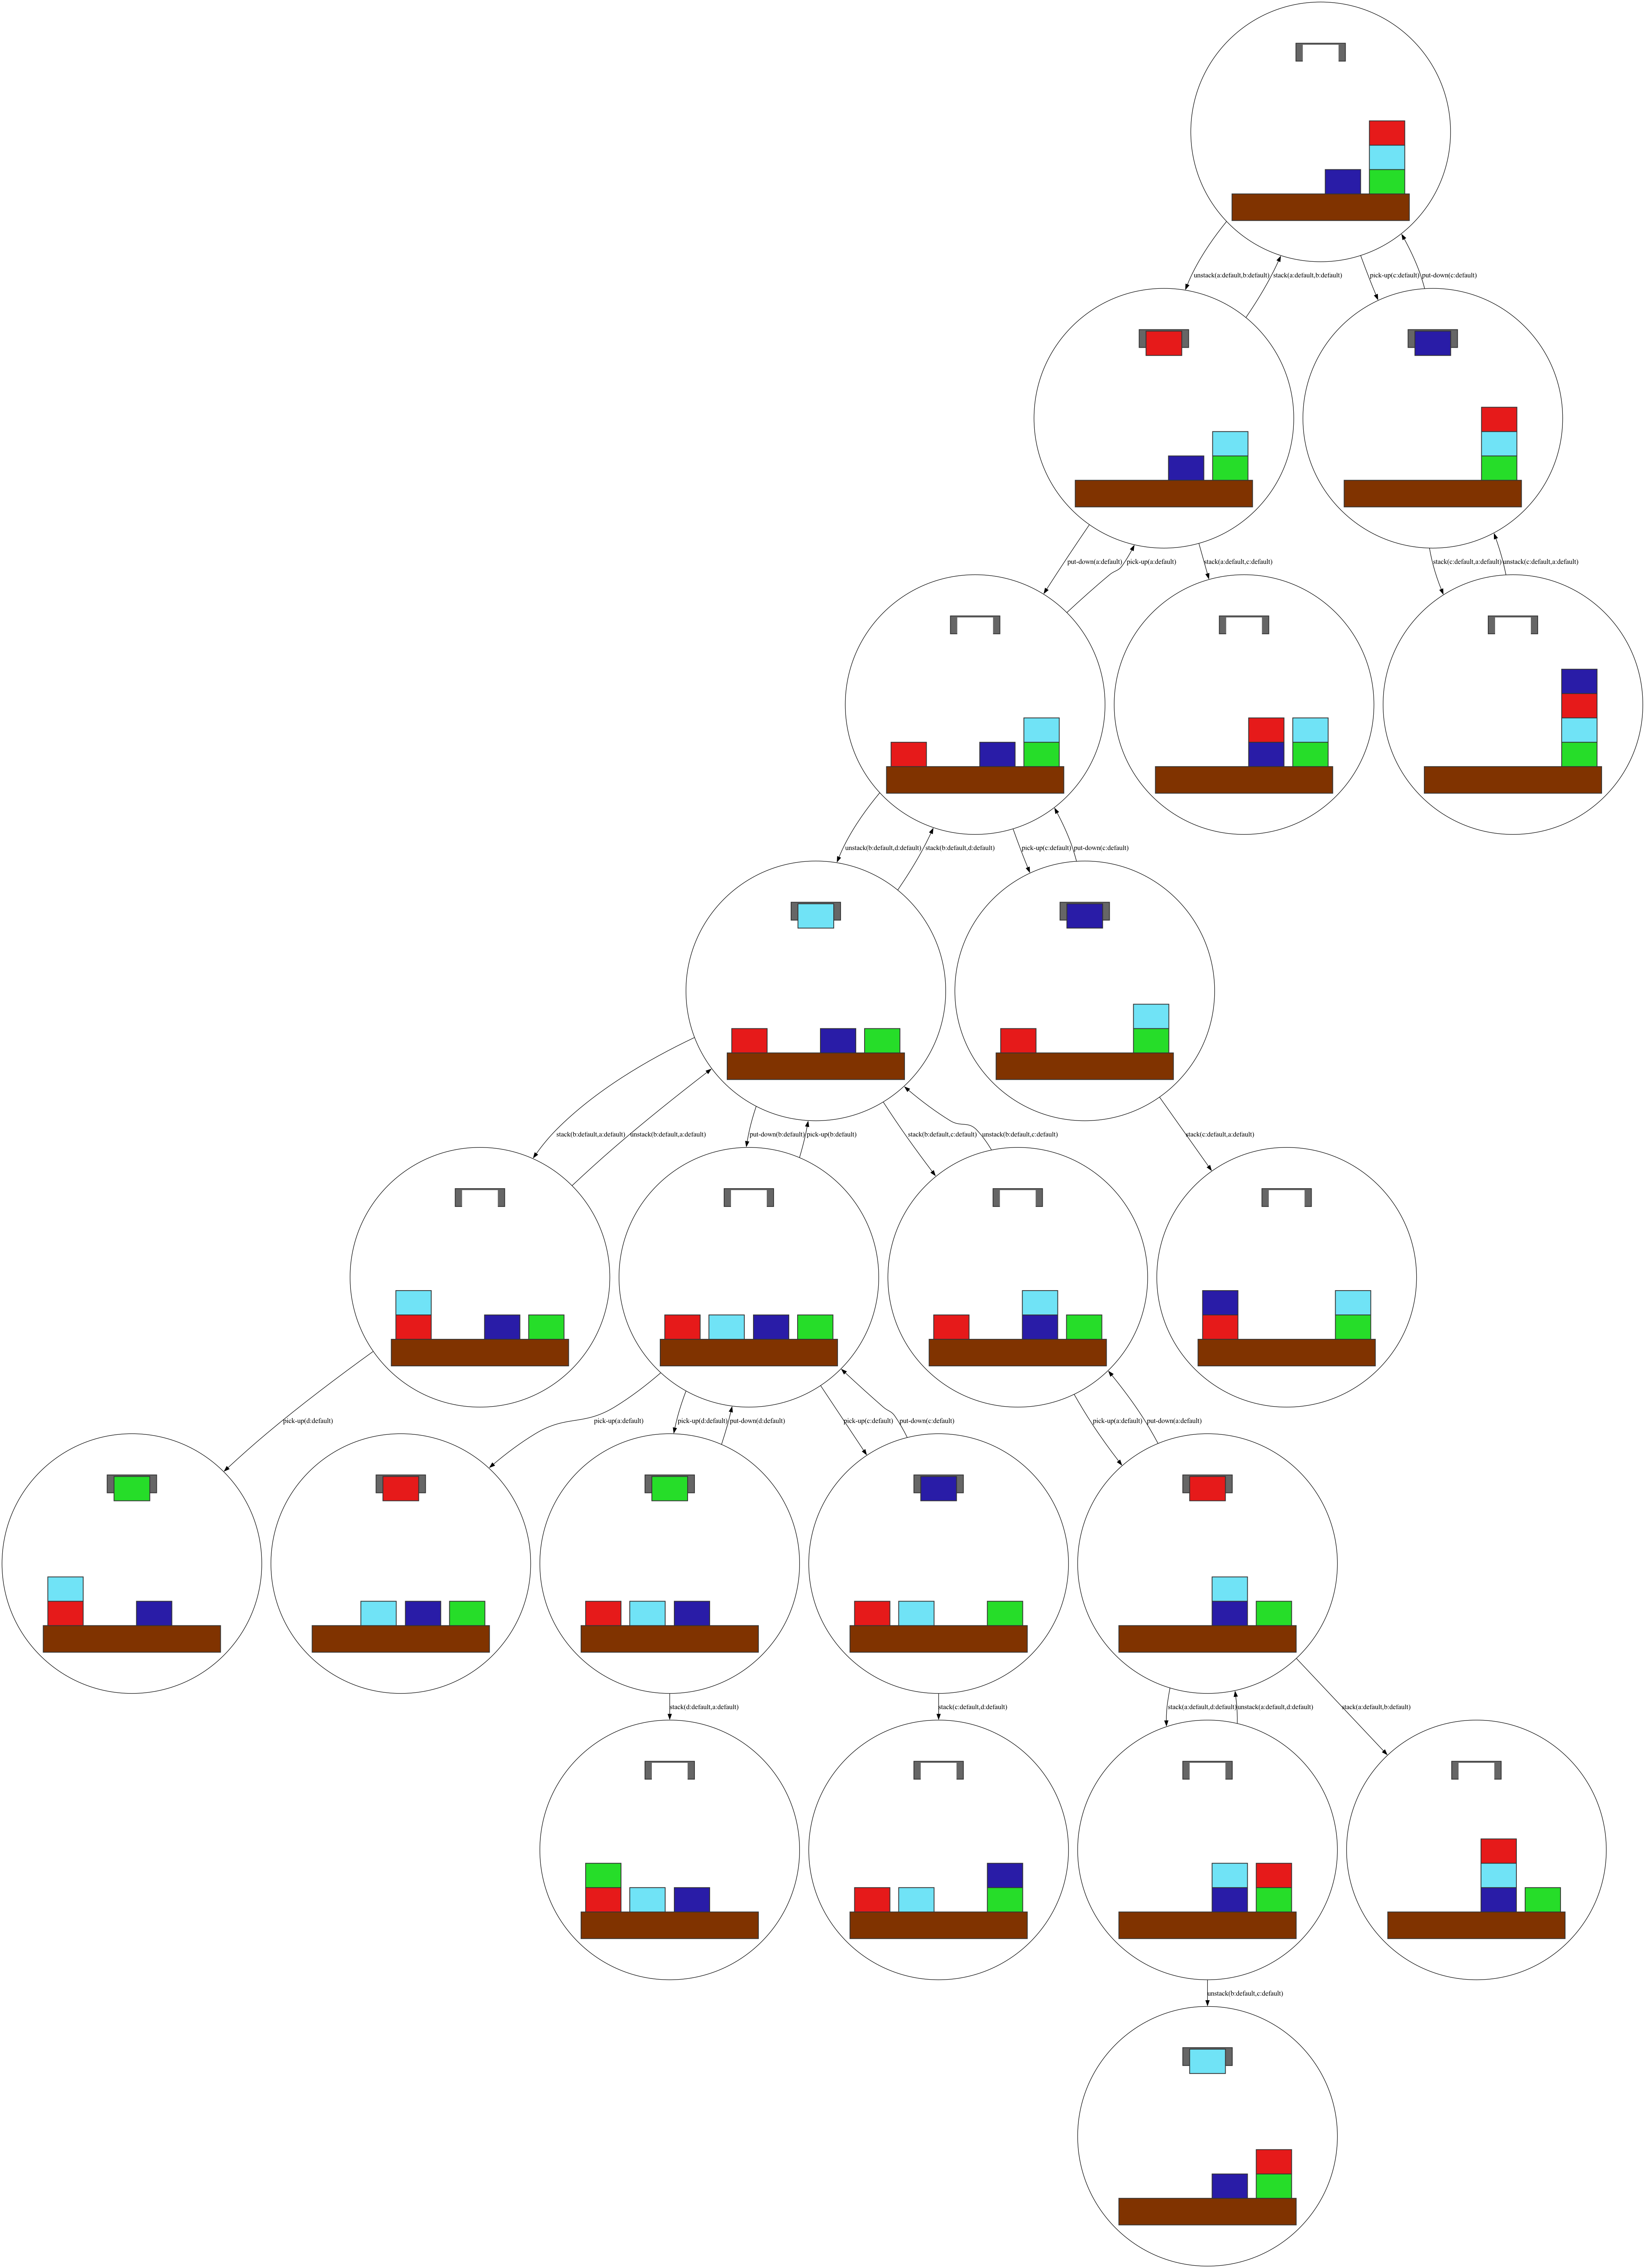 unstack(a:default,b:default)
stack(a:default,b:default)
pick-up(c:default)
put-down(c:default)
put-down(a:default)
pick-up(a:default)
stack(a:default,c:default)
stack(c:default,a:default)
unstack(c:default,a:default)
unstack(b:default,d:default)
stack(b:default,d:default)
pick-up(c:default)
put-down(c:default)
stack(b:default,a:default)
unstack(b:default,a:default)
put-down(b:default)
pick-up(b:default)
stack(b:default,c:default)
unstack(b:default,c:default)
stack(c:default,a:default)
pick-up(d:default)
pick-up(a:default)
pick-up(d:default)
put-down(d:default)
pick-up(c:default)
put-down(c:default)
pick-up(a:default)
put-down(a:default)
stack(d:default,a:default)
stack(c:default,d:default)
stack(a:default,d:default)
unstack(a:default,d:default)
stack(a:default,b:default)
unstack(b:default,c:default)